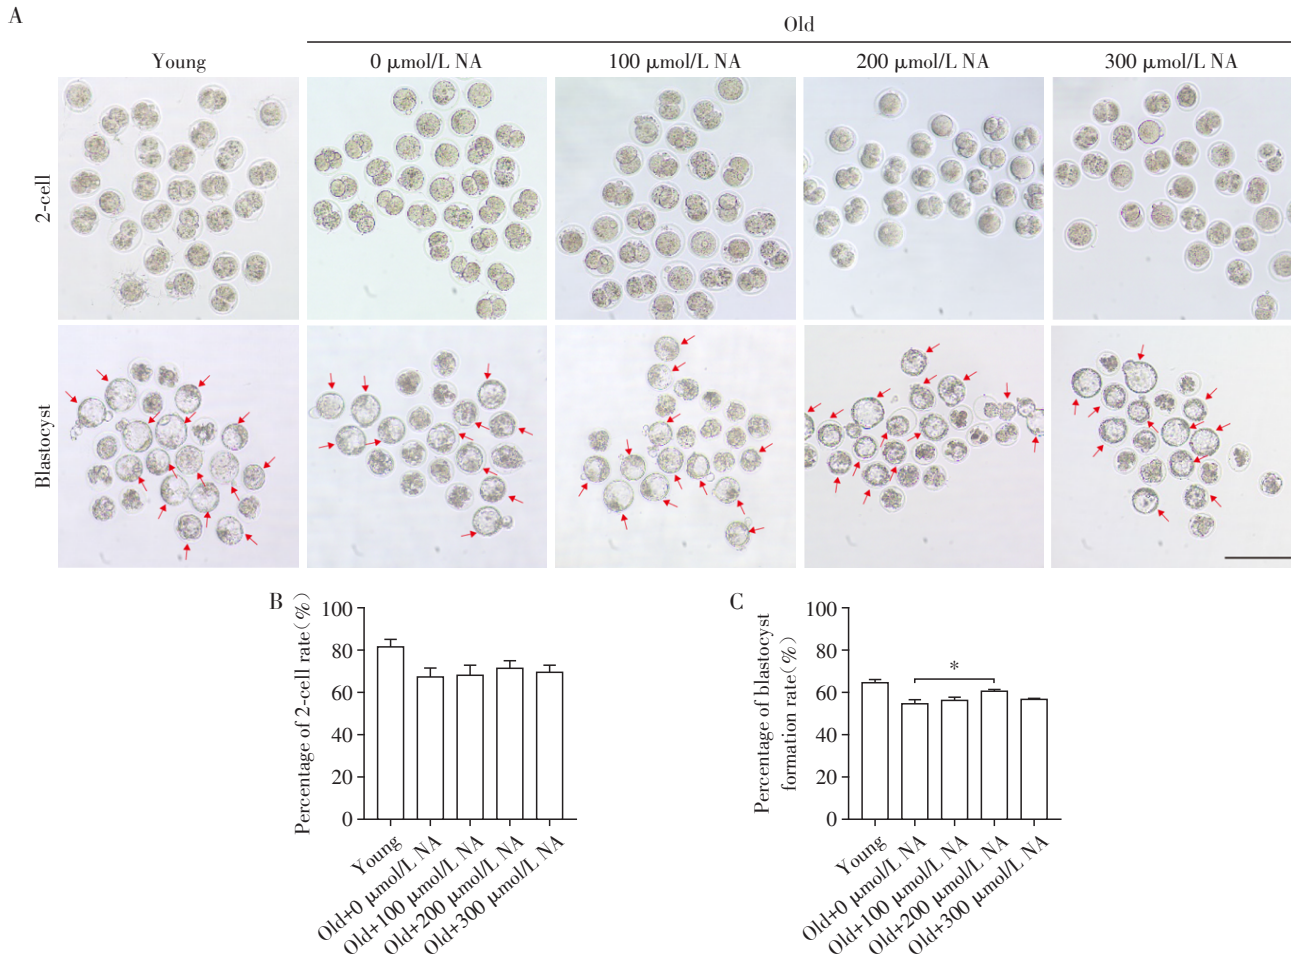 A
Old
Young
0 μmol/L NA
100 μmol/L NA
200 μmol/L NA
300 μmol/L NA
2-cell
Blastocyst
B
Percentage of 2-cell rate(%)
100
80
60
40
20
0
Young
Old+0 μmol/L NA
Old+100 μmol/L NA
Old+200 μmol/L NA
Old+300 μmol/L NA
C
Percentage of blastocyst
formation rate(%)
100
80
60
40
20
0
*
Young
Old+0 μmol/L NA
Old+100 μmol/L NA
Old+200 μmol/L NA
Old+300 μmol/L NA